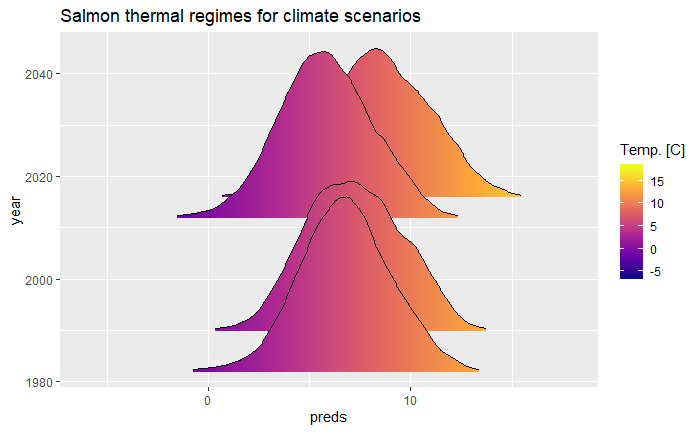 Salmon thermal regimes for climate scenarios
2040
2020
2000
1980
year
0
10
preds
Temp. [C]
15
10
5
0
-5